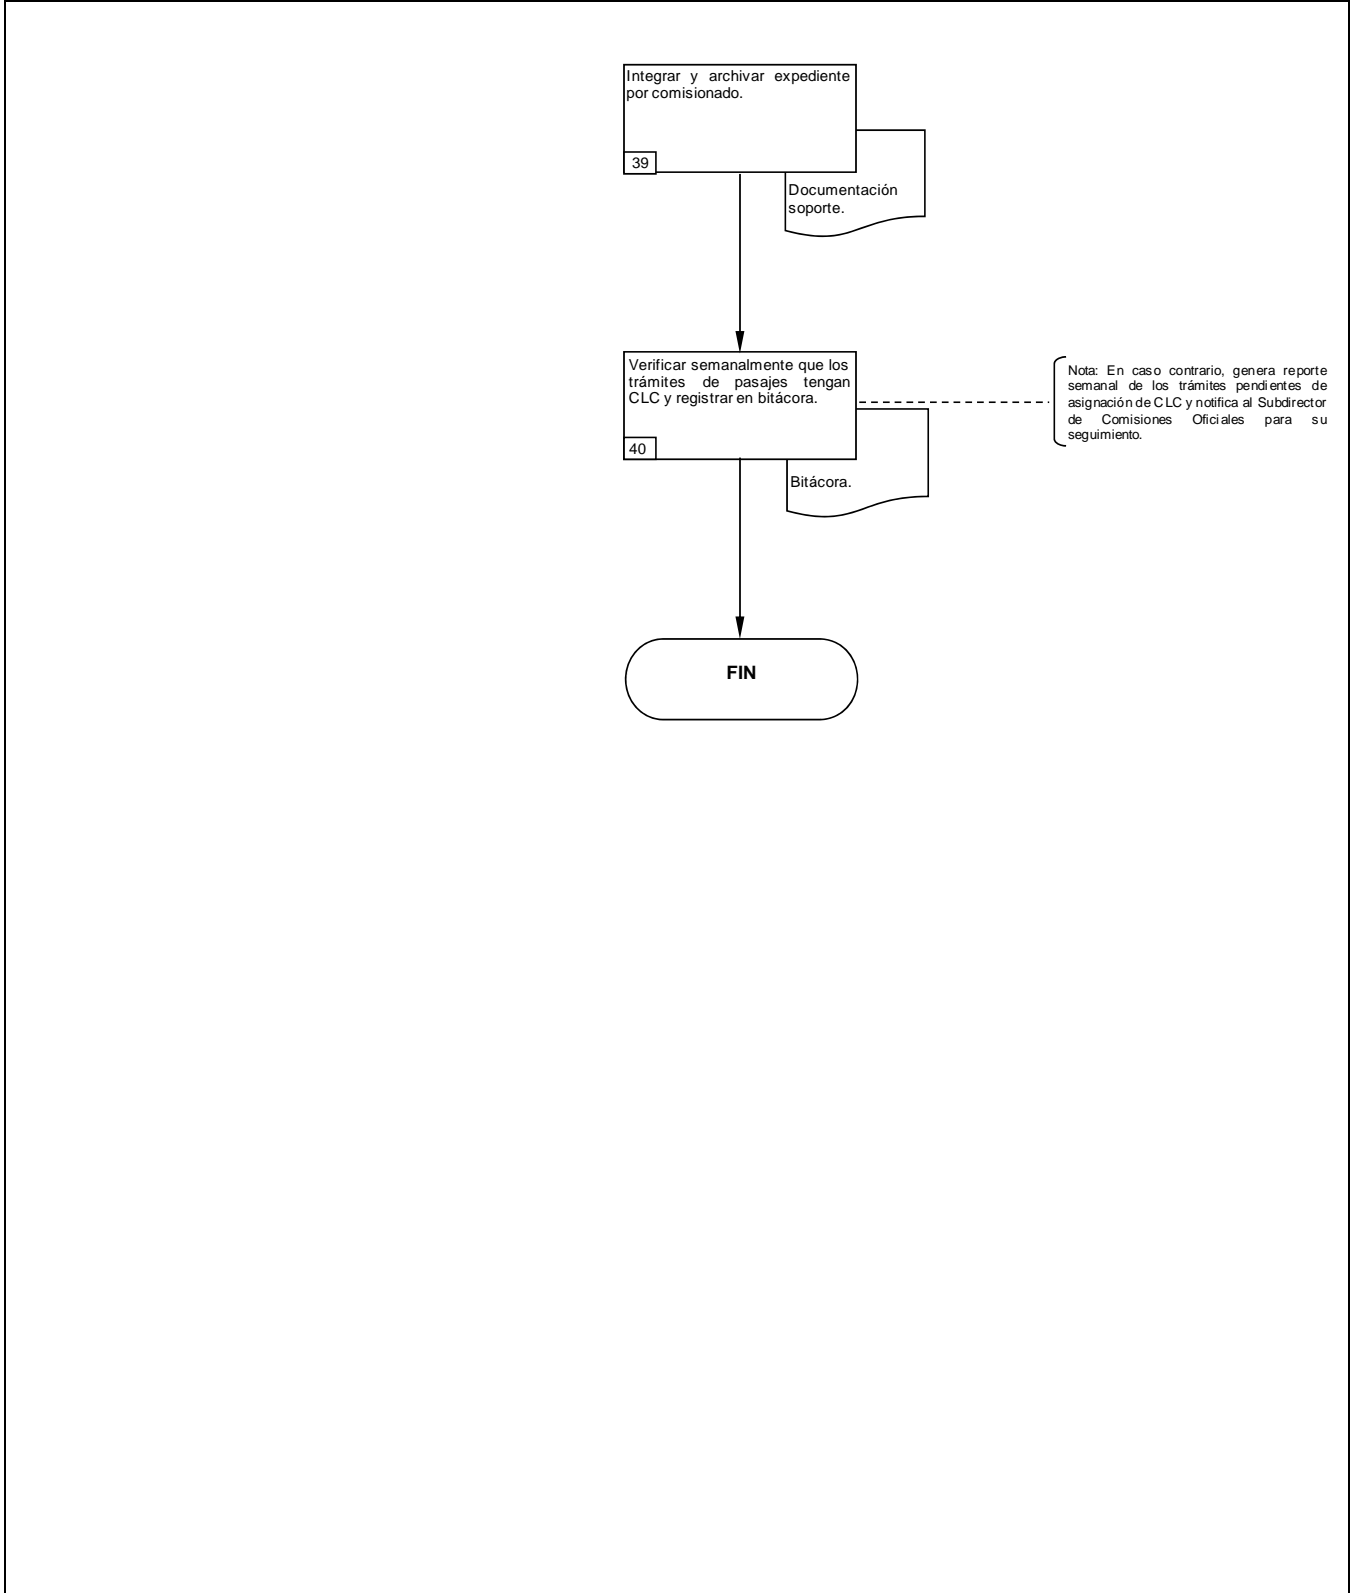 Integrar y archivar expediente
por comisionado.
39
Documentación
soporte.
Verificar semanalmente que los
trámites de pasajes tengan
CLC y registrar en bitácora.
40
Bitácora.
Nota: En caso contrario, genera reporte
semanal de los trámites pendientes de
asignación de CLC y notifica al Subdirector
de Comisiones Oficiales para su
seguimiento.
FIN